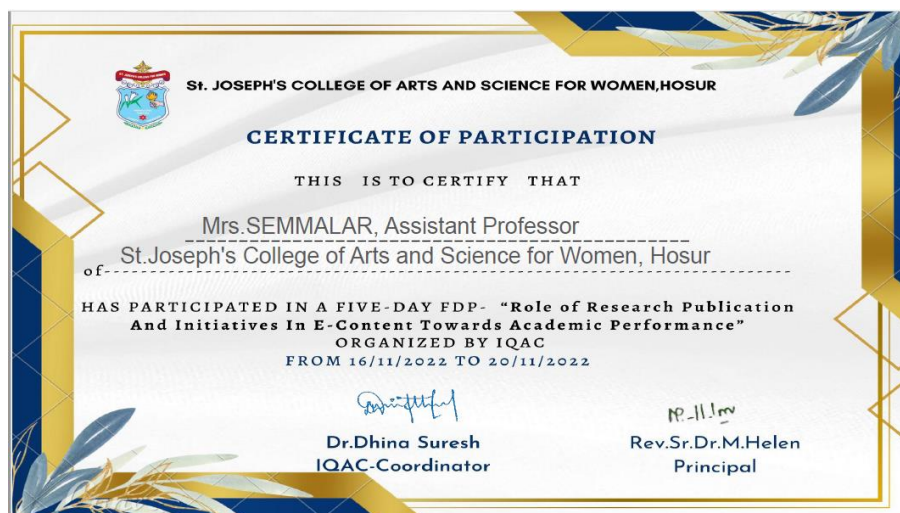 St. JOSEPH'S COLLEGE OF ARTS AND SCIENCE FOR WOMEN,HOSUR
CERTIFICATE OF PARTICIPATION
THIS IS TO CERTIFY THAT
Mrs.SEMMALAR, Assistant Professor
St.Joseph's College of Arts and Science for Women, Hosur
of
HAS PARTICIPATED IN A FIVE-DAY FDP- "Role of Research Publication
And Initiatives In E-Content Towards Academic Performance"
ORGANIZED BY IQAC
FROM 16/11/2022 TO 20/11/2022
Dr.Dhina Suresh
IQAC-Coordinator
Rev.Sr.Dr.M.Helen
Principal